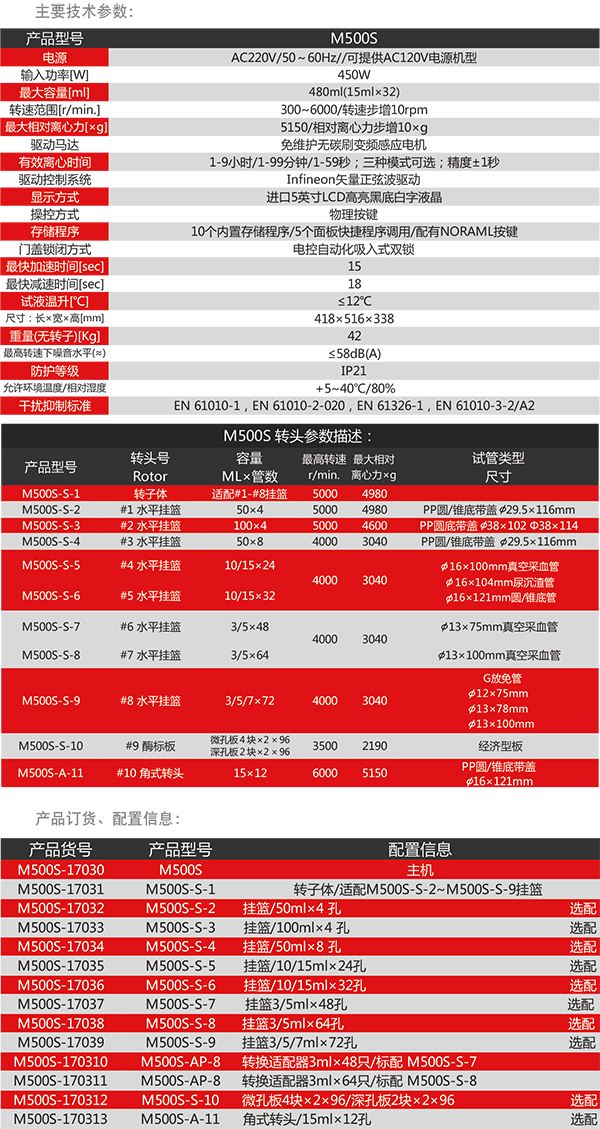 主要技术参数:
产品型号 M500S
电源 AC220V/50～60Hz//可提供AC120V电源机型
输入功率[W] 450W
最大容量[ml] 480ml(15ml×32)
转速范围[r/min.] 300~6000/转速步增10rpm
最大相对离心力[×g] 5150/相对离心力步增10×g
驱动马达 免维护无碳刷变频感应电机
有效离心时间 1-9小时/1-99分钟/1-59秒；三种模式可选；精度±1秒
驱动控制系统 Infineon矢量正弦波驱动
显示方式 进口5英寸LCD高亮黑底白字液晶
操控方式 物理按键
存储程序 10个内置存储程序/5个面板快捷程序调用/配有NORAML按键
门盖锁闭方式 电控自动化吸入式双锁
最快加速时间[sec] 15
最快减速时间[sec] 18
试液温升[℃] ≤12℃
尺寸：长×宽×高[mm] 418×516×338
重量(无转子)[Kg] 42
最高转速下噪音水平(≈) ≤58dB(A)
防护等级 IP21
允许环境温度/相对湿度 +5~40℃/80%
干扰抑制标准 EN 61010-1，EN 61010-2-020，EN 61326-1，EN 61010-3-2/A2
M500S 转头参数描述：
产品型号 转头号 Rotor 容量 ML×管数 最高转速 r/min. 最大相对 离心力×g 试管类型 尺寸
M500S-S-1 转子体 适配#1-#8挂篮 5000 4980
M500S-S-2 #1 水平挂篮 50×4 5000 4980 PP圆/锥底带盖 ϕ29.5×116mm
M500S-S-3 #2 水平挂篮 100×4 5000 4600 PP圆底带盖 ϕ38×102 Φ38×114
M500S-S-4 #3 水平挂篮 50×8 4000 3040 PP圆/锥底带盖 ϕ29.5×116mm
M500S-S-5 #4 水平挂篮 10/15×24 4000 3040 ϕ16×100mm真空采血管
ϕ16×104mm尿沉渣管
M500S-S-6 #5 水平挂篮 10/15×32 ϕ16×121mm圆/锥底管
M500S-S-7 #6 水平挂篮 3/5×48 4000 3040 ϕ13×75mm真空采血管
M500S-S-8 #7 水平挂篮 3/5×64 ϕ13×100mm真空采血管
M500S-S-9 #8 水平挂篮 3/5/7×72 4000 3040 G放免管
ϕ12×75mm
ϕ13×78mm
ϕ13×100mm
M500S-S-10 #9 酶标板 微孔板4块×2×96 深孔板2块×2×96 3500 2190 经济型板
M500S-A-11 #10 角式转头 15×12 6000 5150 PP圆/锥底带盖
ϕ16×121mm
产品订货、配置信息:
产品货号 产品型号 配置信息
M500S-17030 M500S 主机
M500S-17031 M500S-S-1 转子体/适配M500S-S-2~M500S-S-9挂篮
M500S-17032 M500S-S-2 挂篮/50ml×4 孔 选配
M500S-17033 M500S-S-3 挂篮/100ml×4 孔 选配
M500S-17034 M500S-S-4 挂篮/50ml×8 孔 选配
M500S-17035 M500S-S-5 挂篮/10/15ml×24孔 选配
M500S-17036 M500S-S-6 挂篮/10/15ml×32孔 选配
M500S-17037 M500S-S-7 挂篮3/5ml×48孔 选配
M500S-17038 M500S-S-8 挂篮3/5ml×64孔 选配
M500S-17039 M500S-S-9 挂篮3/5/7ml×72孔 选配
M500S-170310 M500S-AP-8 转换适配器3ml×48只/标配 M500S-S-7
M500S-170311 M500S-AP-8 转换适配器3ml×64只/标配 M500S-S-8
M500S-170312 M500S-S-10 微孔板4块×2×96/深孔板2块×2×96 选配
M500S-170313 M500S-A-11 角式转头/15ml×12孔 选配